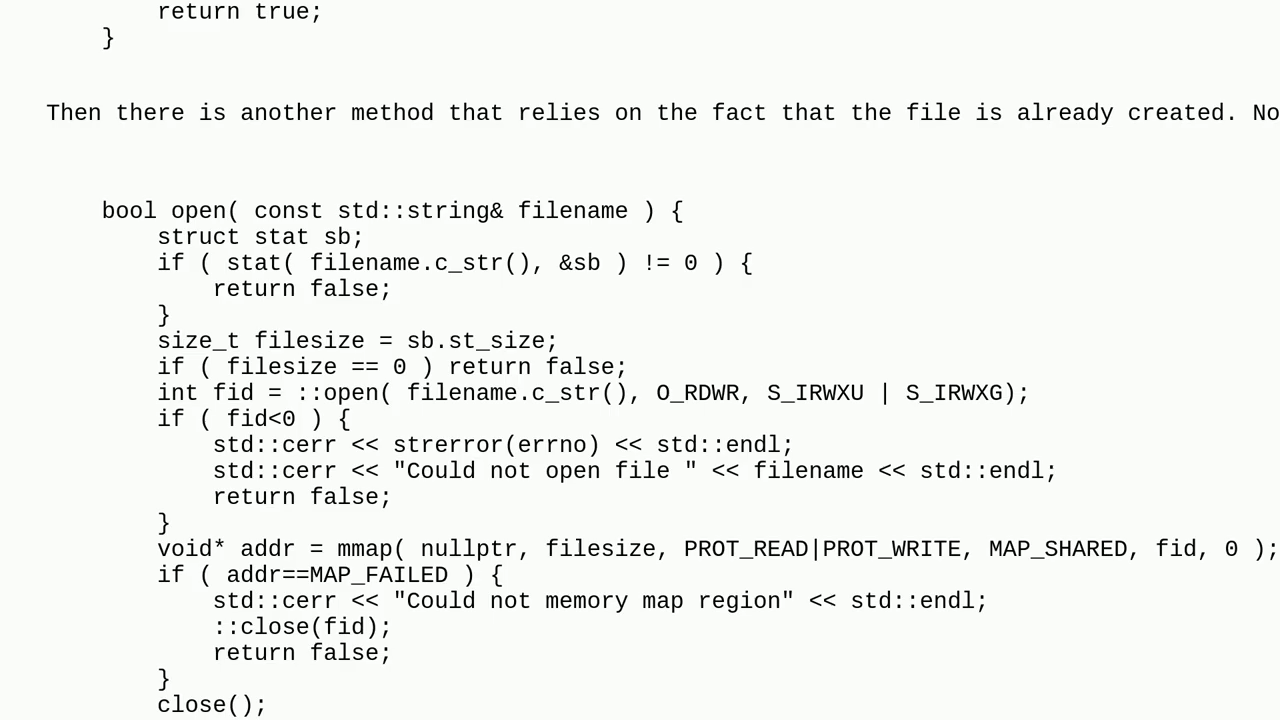 return true;
}
Then there is another method that relies on the fact that the file is already created. No
bool open( const std::string& filename ) {
struct stat sb;
if ( stat( filename.c_str(), &sb ) != 0 ) {
return false;
}
size_t filesize = sb.st_size;
if ( filesize == 0 ) return false;
int fid = ::open( filename.c_str(), O_RDWR, S_IRWXU | S_IRWXG);
if ( fid<0 ) {
std::cerr << strerror(errno) << std::endl;
std::cerr << "Could not open file " << filename << std::endl;
return false;
}
void* addr = mmap( nullptr, filesize, PROT_READ|PROT_WRITE, MAP_SHARED, fid, 0 );
if ( addr==MAP_FAILED ) {
std::cerr << "Could not memory map region" << std::endl;
::close(fid);
return false;
}
close();